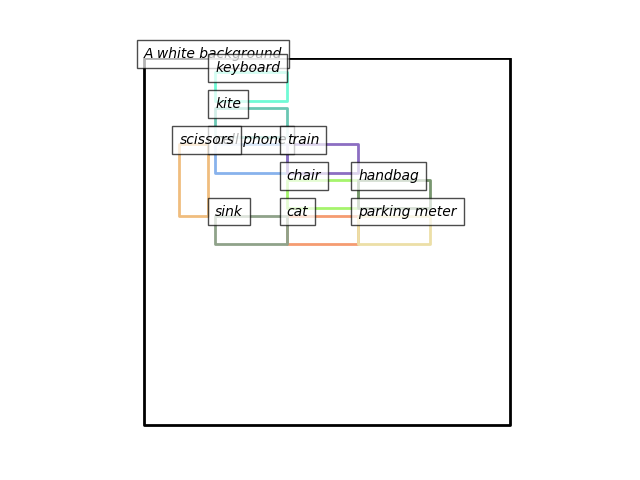 A white background
keyboard
kite
scissors
cell phone
train
chair
handbag
sink
cat
parking meter